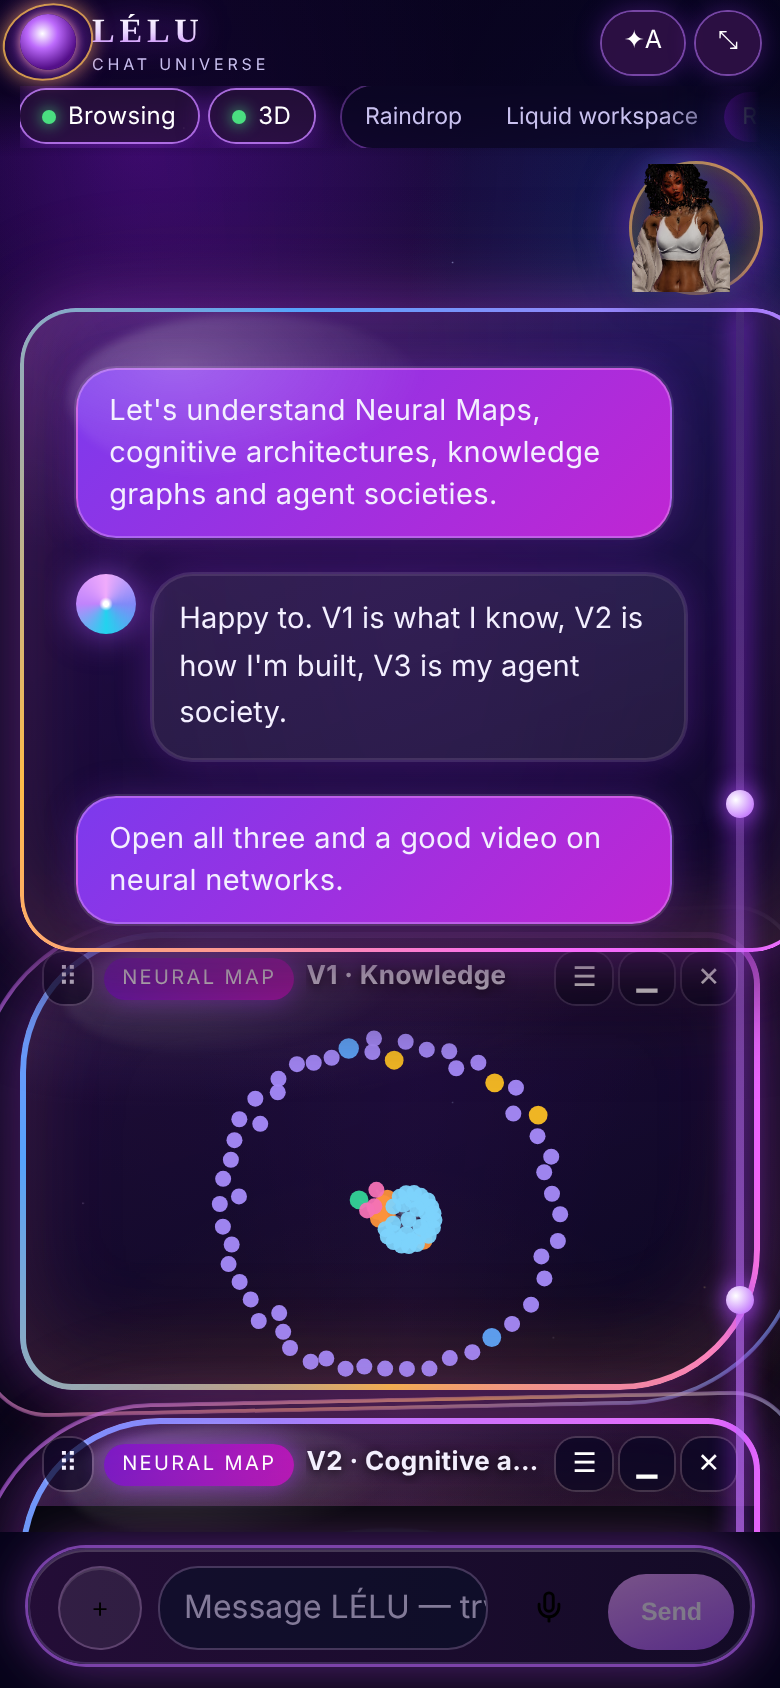 LÉLU
CHAT UNIVERSE
✦A
Browsing
3D
Raindrop
Liquid workspace
R
Let's understand Neural Maps,
cognitive architectures, knowledge
graphs and agent societies.
Happy to. V1 is what I know, V2 is
how I'm built, V3 is my agent
society.
Open all three and a good video on
neural networks.
NEURAL MAP
V1 · Knowledge
NEURAL MAP
V2 · Cognitive a...
+
Message LÉLU — try
Send